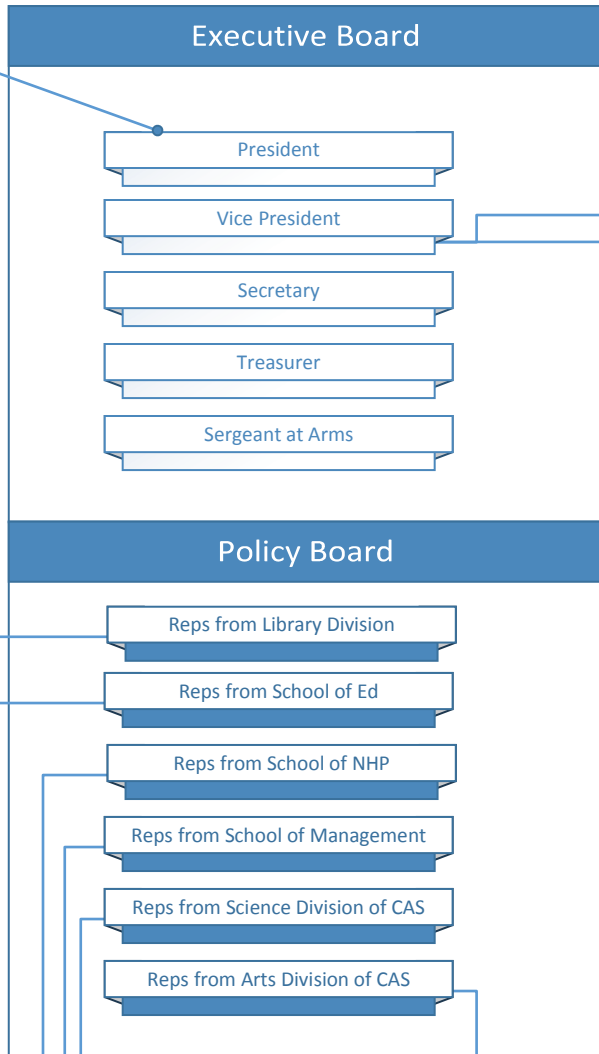 Executive Board
President
Vice President
Secretary
Treasurer
Sergeant at Arms
Policy Board
Reps from Library Division
Reps from School of Ed
Reps from School of NHP
Reps from School of Management
Reps from Science Division of CAS
Reps from Arts Division of CAS